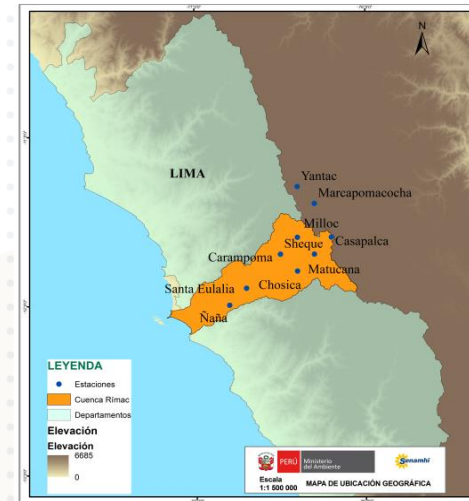 N
LIMA
Yantac
Marcapomacocha
Milloc
Sheque
Casapalca
Carampoma
Matucana
Santa Eulalia
Chosica
Ñaña
LEYENDA
Estaciones
Cuenca Rímac
Departamentos
Elevación
Elevación
6685
0
PERÚ
Ministerio
del Ambiente
Senamhi
Escala
1:1 500 000
MAPA DE UBICACIÓN GEOGRÁFICA